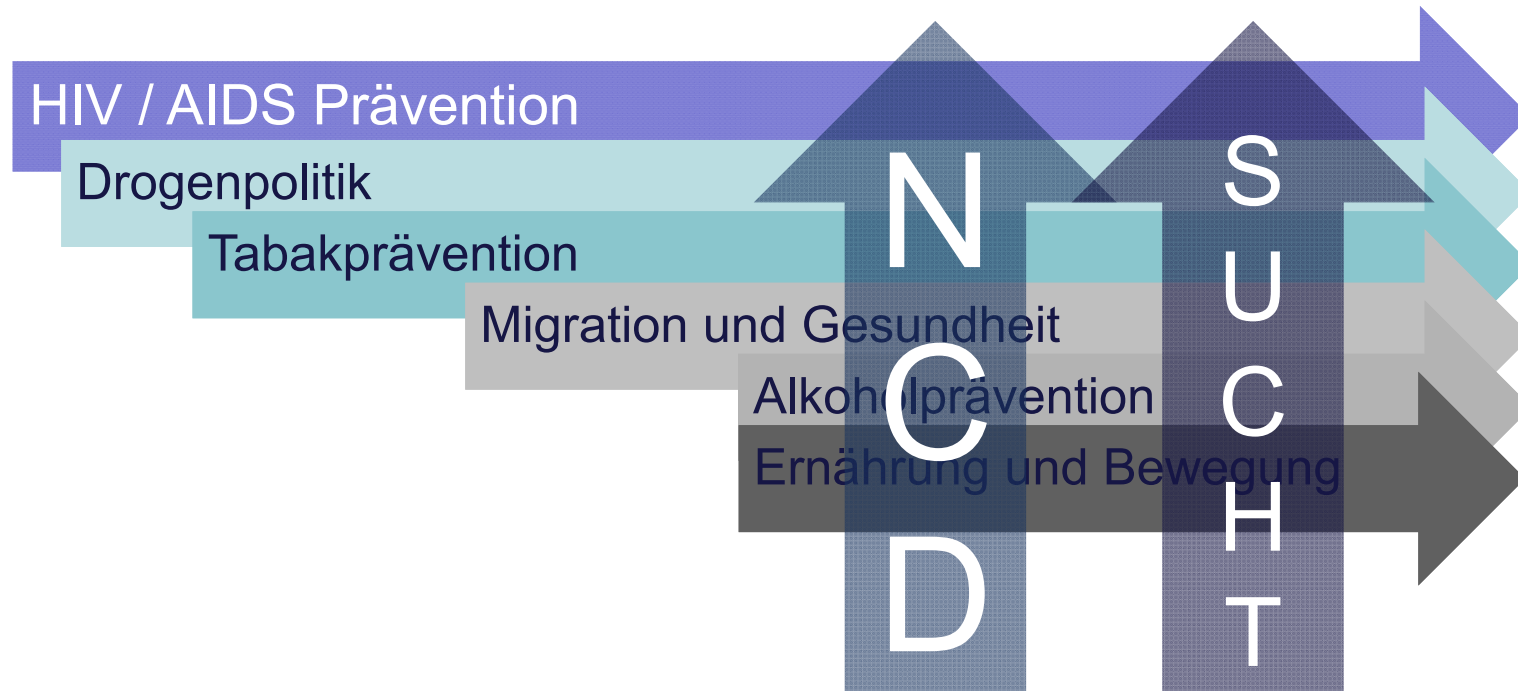 HIV / AIDS Prävention
Drogenpolitik
Tabakprävention
Migration und Gesundheit
Alkoholprävention
Ernährung und Bewegung
NCD
SUCHT